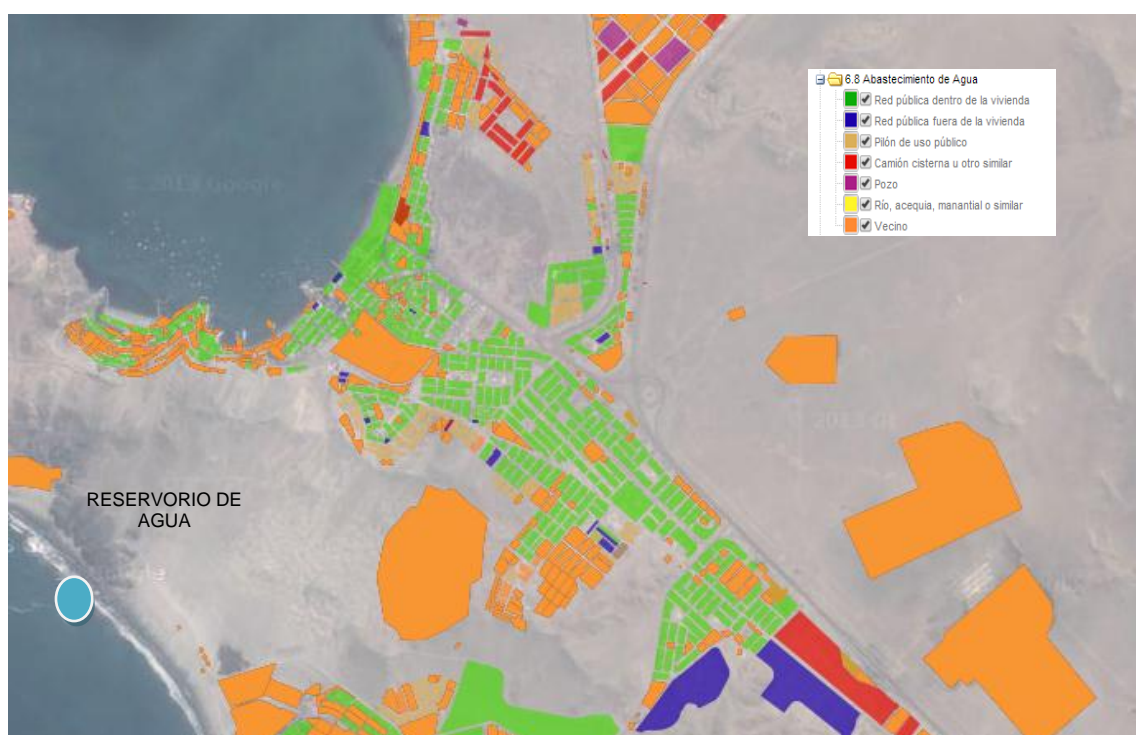 6.8 Abastecimiento de Agua
Red pública dentro de la vivienda
Red pública fuera de la vivienda
Pilón de uso público
Camión cisterna u otro similar
Pozo
Río, acequia, manantial o similar
Vecino
RESERVORIO DE
AGUA